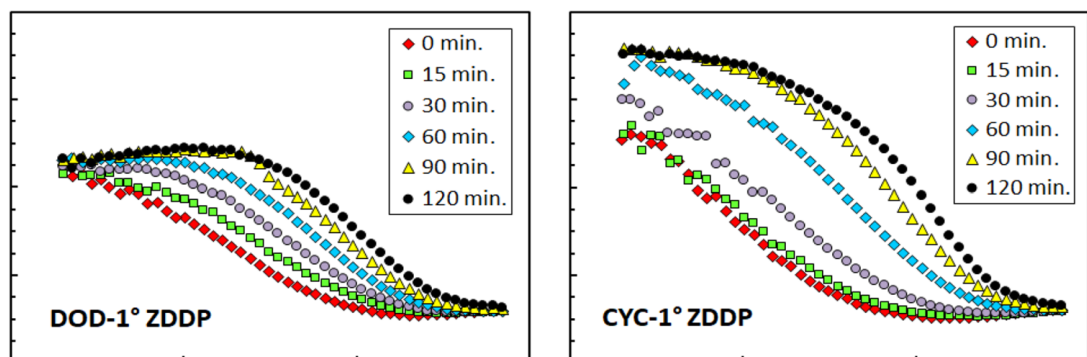 0 min.
15 min.
30 min.
60 min.
90 min.
120 min.
DOD-1° ZDDP
0 min.
15 min.
30 min.
60 min.
90 min.
120 min.
CYC-1° ZDDP